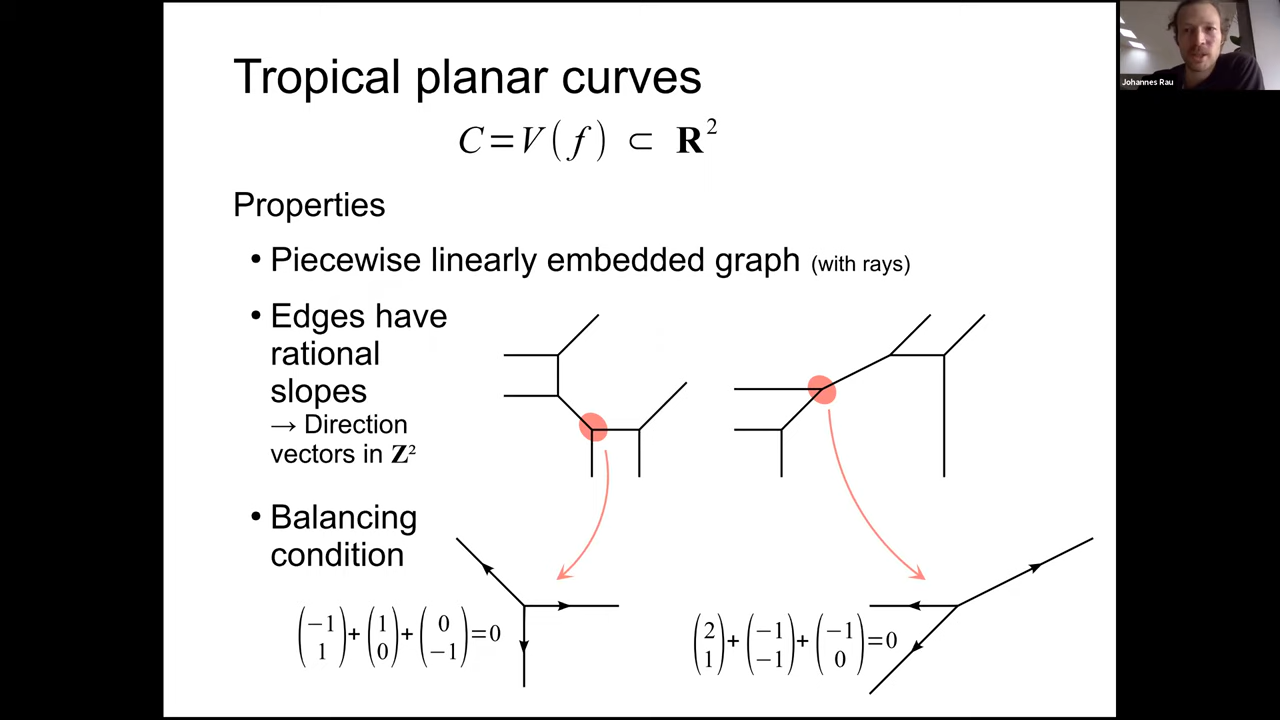 Tropical planar curves
C=V(f) ⊂ R²
Properties
• Piecewise linearly embedded graph (with rays)
• Edges have
rational
slopes
→ Direction
vectors in Z²
• Balancing
condition
(−1 1)+(1 0)+(0 −1)=0
(2 1)+(−1 −1)+(−1 0)=0
Johannes Rau